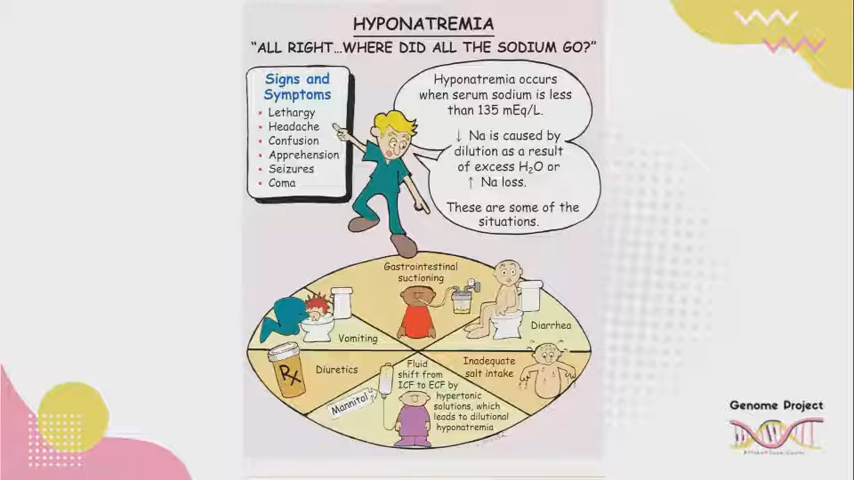 HYPONATREMIA
"ALL RIGHT...WHERE DID ALL THE SODIUM GO?"
Signs and
Symptoms
• Lethargy
• Headache
• Confusion
• Apprehension
• Seizures
• Coma
Hyponatremia occurs
when serum sodium is less
than 135 mEq/L.
↓ Na is caused by
dilution as a result
of excess H₂O or
↑ Na loss.
These are some of the
situations.
Gastrointestinal
suctioning
Vomiting
Diarrhea
Rx
Diuretics
Fluid
shift from
ICF to ECF by
hypertonic
solutions, which
leads to dilutional
hyponatremia
Mannitol
Inadequate
salt intake
Genome Project